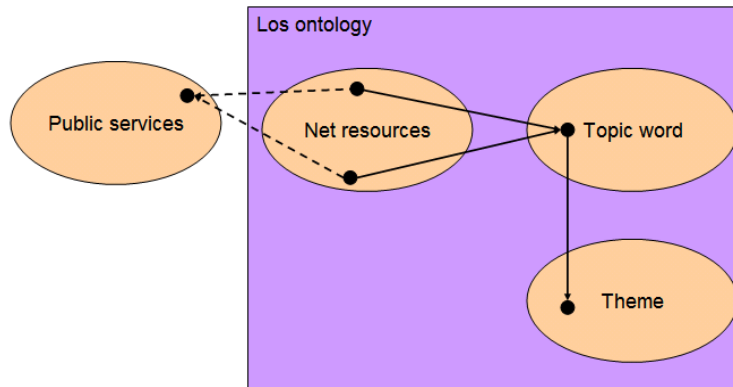 Los ontology
Public services
Net resources
Topic word
Theme